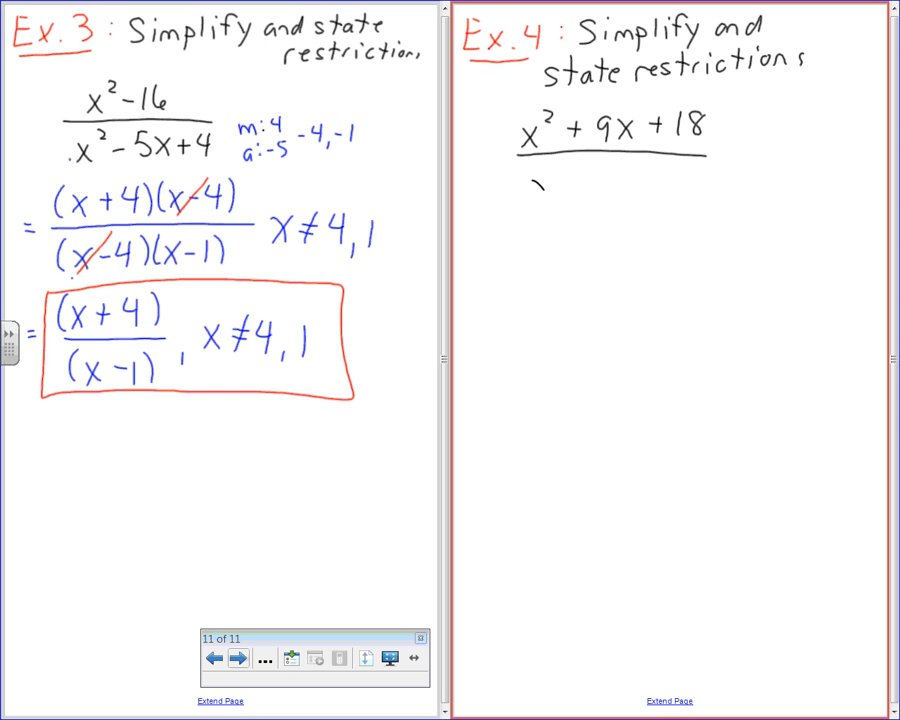 Ex. 3 : Simplify and state
restriction,
x² - 16
x² - 5x + 4
m: 4
a: -5
-4, -1
= (x + 4)(x - 4)
(x - 4)(x - 1)
x ≠ 4, 1
= (x + 4)
(x - 1)
, x ≠ 4, 1
11 of 11
Extend Page
Ex. 4 : Simplify and
state restrictions
x² + 9x + 18
Extend Page